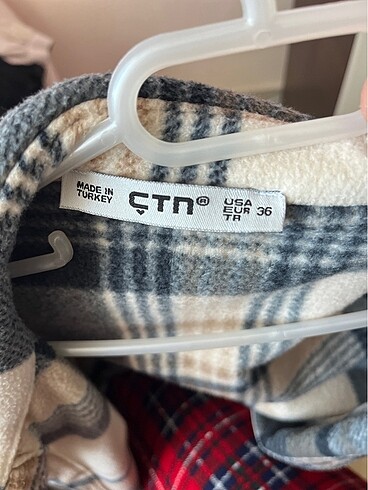 MADE IN
TURKEY
ÇTN®
USA
EUR 36
TR